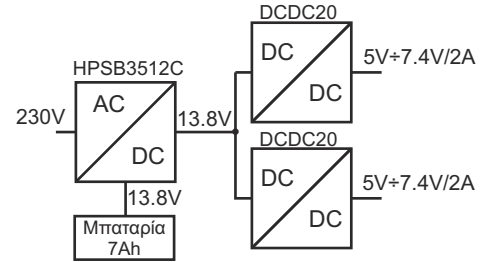 DCDC20
DC
5V÷7.4V/2A
DC
HPSB3512C
AC
230V
13.8V
DC
DCDC20
DC
5V÷7.4V/2A
DC
13.8V
Μπαταρία
7Ah